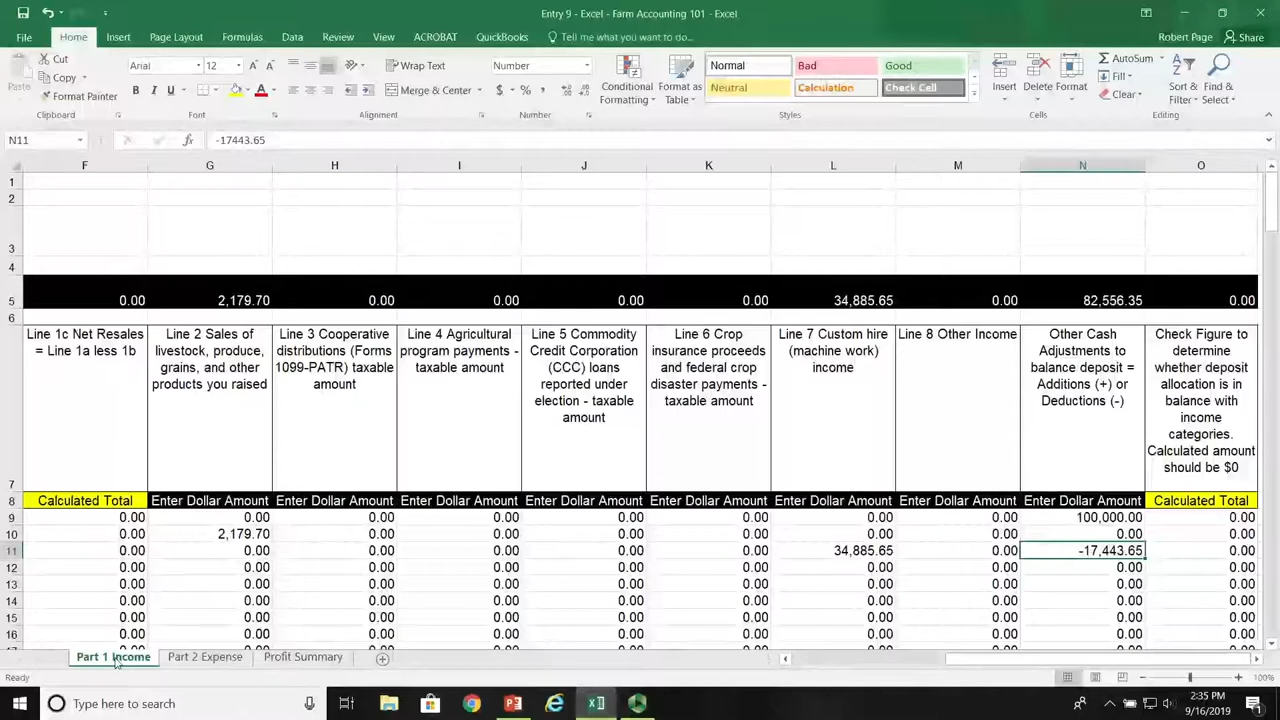 Entry 9 - Excel - Farm Accounting 101 - Excel
File Home Insert Page Layout Formulas Data Review View ACROBAT QuickBooks Tell me what you want to do... Robert Page Share
Paste Cut Copy Format Painter Clipboard
Arial 12 B I U A Font
Wrap Text Merge & Center Alignment
Number $ % , Number
Conditional Formatting Format as Table
Normal Bad Good
Neutral Calculation Check Cell
Styles
Insert Delete Format Cells
AutoSum Fill Clear Sort & Filter Find & Select Editing
N11 fx -17443.65
F G H I J K L M N O
1
2
3
4
5 0.00 2,179.70 0.00 0.00 0.00 0.00 34,885.65 0.00 82,556.35 0.00
6
7
Line 1c Net Resales
= Line 1a less 1b
Line 2 Sales of
livestock, produce,
grains, and other
products you raised
Line 3 Cooperative
distributions (Forms
1099-PATR) taxable
amount
Line 4 Agricultural
program payments -
taxable amount
Line 5 Commodity
Credit Corporation
(CCC) loans
reported under
election - taxable
amount
Line 6 Crop
insurance proceeds
and federal crop
disaster payments -
taxable amount
Line 7 Custom hire
(machine work)
income
Line 8 Other Income
Other Cash
Adjustments to
balance deposit =
Additions (+) or
Deductions (-)
Check Figure to
determine
whether deposit
allocation is in
balance with
income
categories.
Calculated amount
should be $0
8 Calculated Total Enter Dollar Amount Enter Dollar Amount Enter Dollar Amount Enter Dollar Amount Enter Dollar Amount Enter Dollar Amount Enter Dollar Amount Enter Dollar Amount Calculated Total
9 0.00 0.00 0.00 0.00 0.00 0.00 0.00 0.00 100,000.00 0.00
10 0.00 2,179.70 0.00 0.00 0.00 0.00 0.00 0.00 0.00 0.00
11 0.00 0.00 0.00 0.00 0.00 0.00 34,885.65 0.00 -17,443.65 0.00
12 0.00 0.00 0.00 0.00 0.00 0.00 0.00 0.00 0.00 0.00
13 0.00 0.00 0.00 0.00 0.00 0.00 0.00 0.00 0.00 0.00
14 0.00 0.00 0.00 0.00 0.00 0.00 0.00 0.00 0.00 0.00
15 0.00 0.00 0.00 0.00 0.00 0.00 0.00 0.00 0.00 0.00
16 0.00 0.00 0.00 0.00 0.00 0.00 0.00 0.00 0.00 0.00
Part 1 Income Part 2 Expense Profit Summary
Ready 100%
Type here to search
2:35 PM
9/16/2019